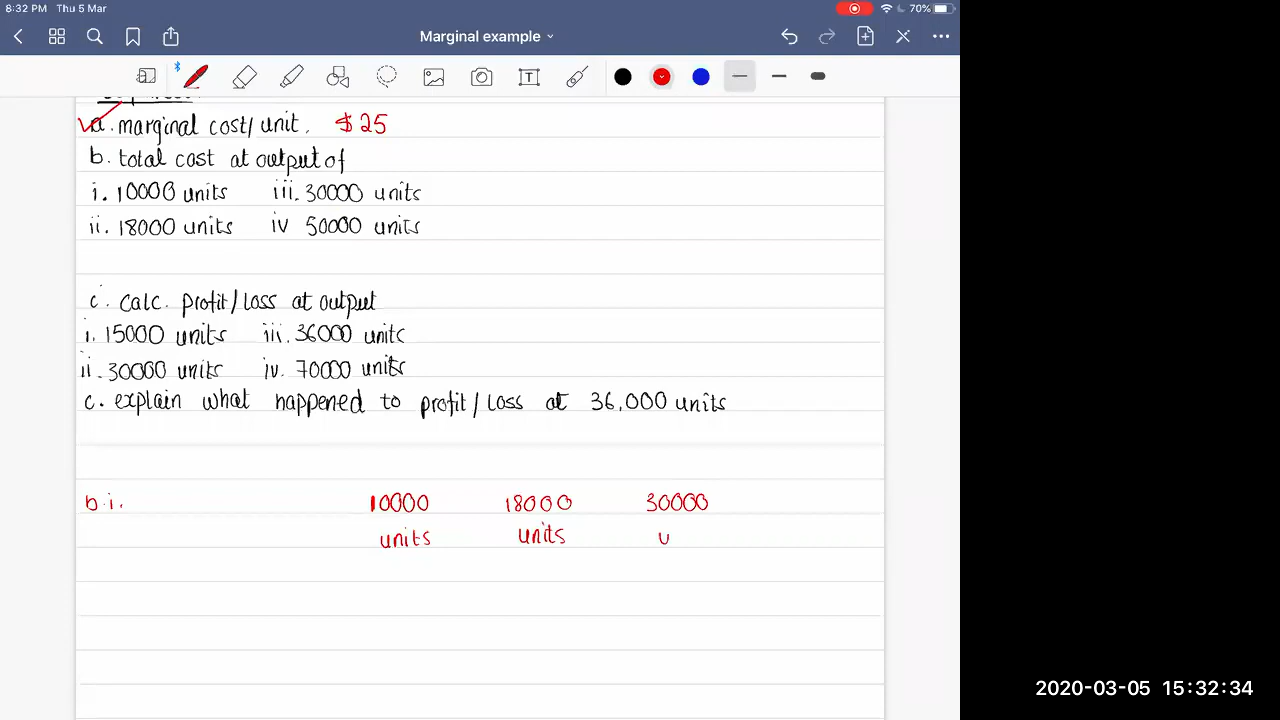 8:32 PM Thu 5 Mar 70%
Marginal example
a. marginal cost/unit. $25
b. total cost at output of
i. 10000 units iii. 30000 units
ii. 18000 units iv 50000 units
c. calc. profit/loss at output
i. 15000 units iii. 36000 units
ii. 30000 units iv. 70000 units
c. explain what happened to profit/loss at 36,000 units
b.i. 10000 18000 30000
units units u
2020-03-05 15:32:34